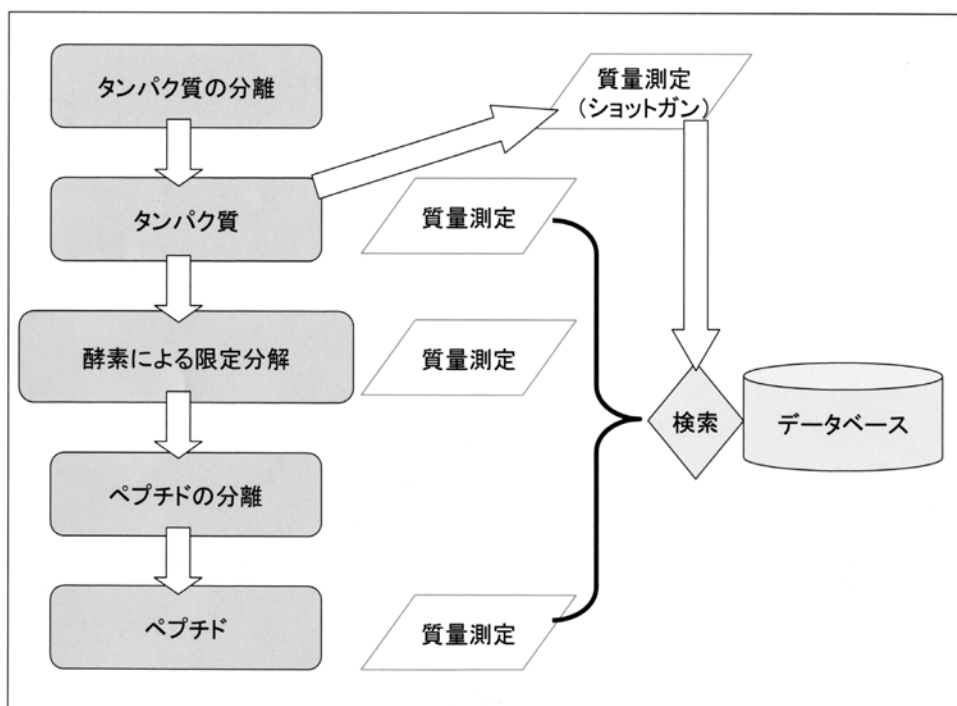 タンパク質の分離
質量測定
（ショットガン）
タンパク質
質量測定
酵素による限定分解
質量測定
検索
データベース
ペプチドの分離
ペプチド
質量測定